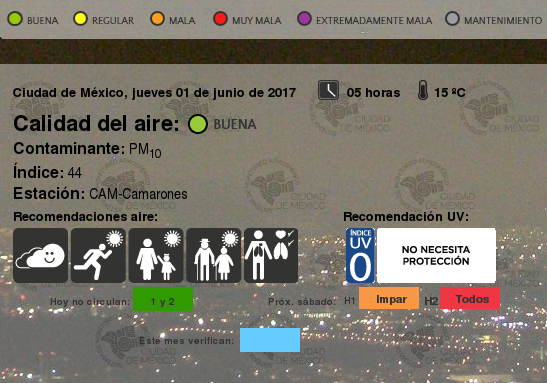 BUENA REGULAR MALA MUY MALA EXTREMADAMENTE MALA MANTENIMIENTO
Ciudad de México, jueves 01 de junio de 2017 05 horas 15 ºC
Calidad del aire: BUENA
Contaminante: PM10
Índice: 44
Estación: CAM-Camarones
Recomendaciones aire: Recomendación UV:
ÍNDICE
UV
0
NO NECESITA
PROTECCIÓN
Hoy no circulan: 1 y 2 Próx. sábado: H1 Impar H2 Todos
Este mes verifican:
CIUDAD
DE MÉXICO